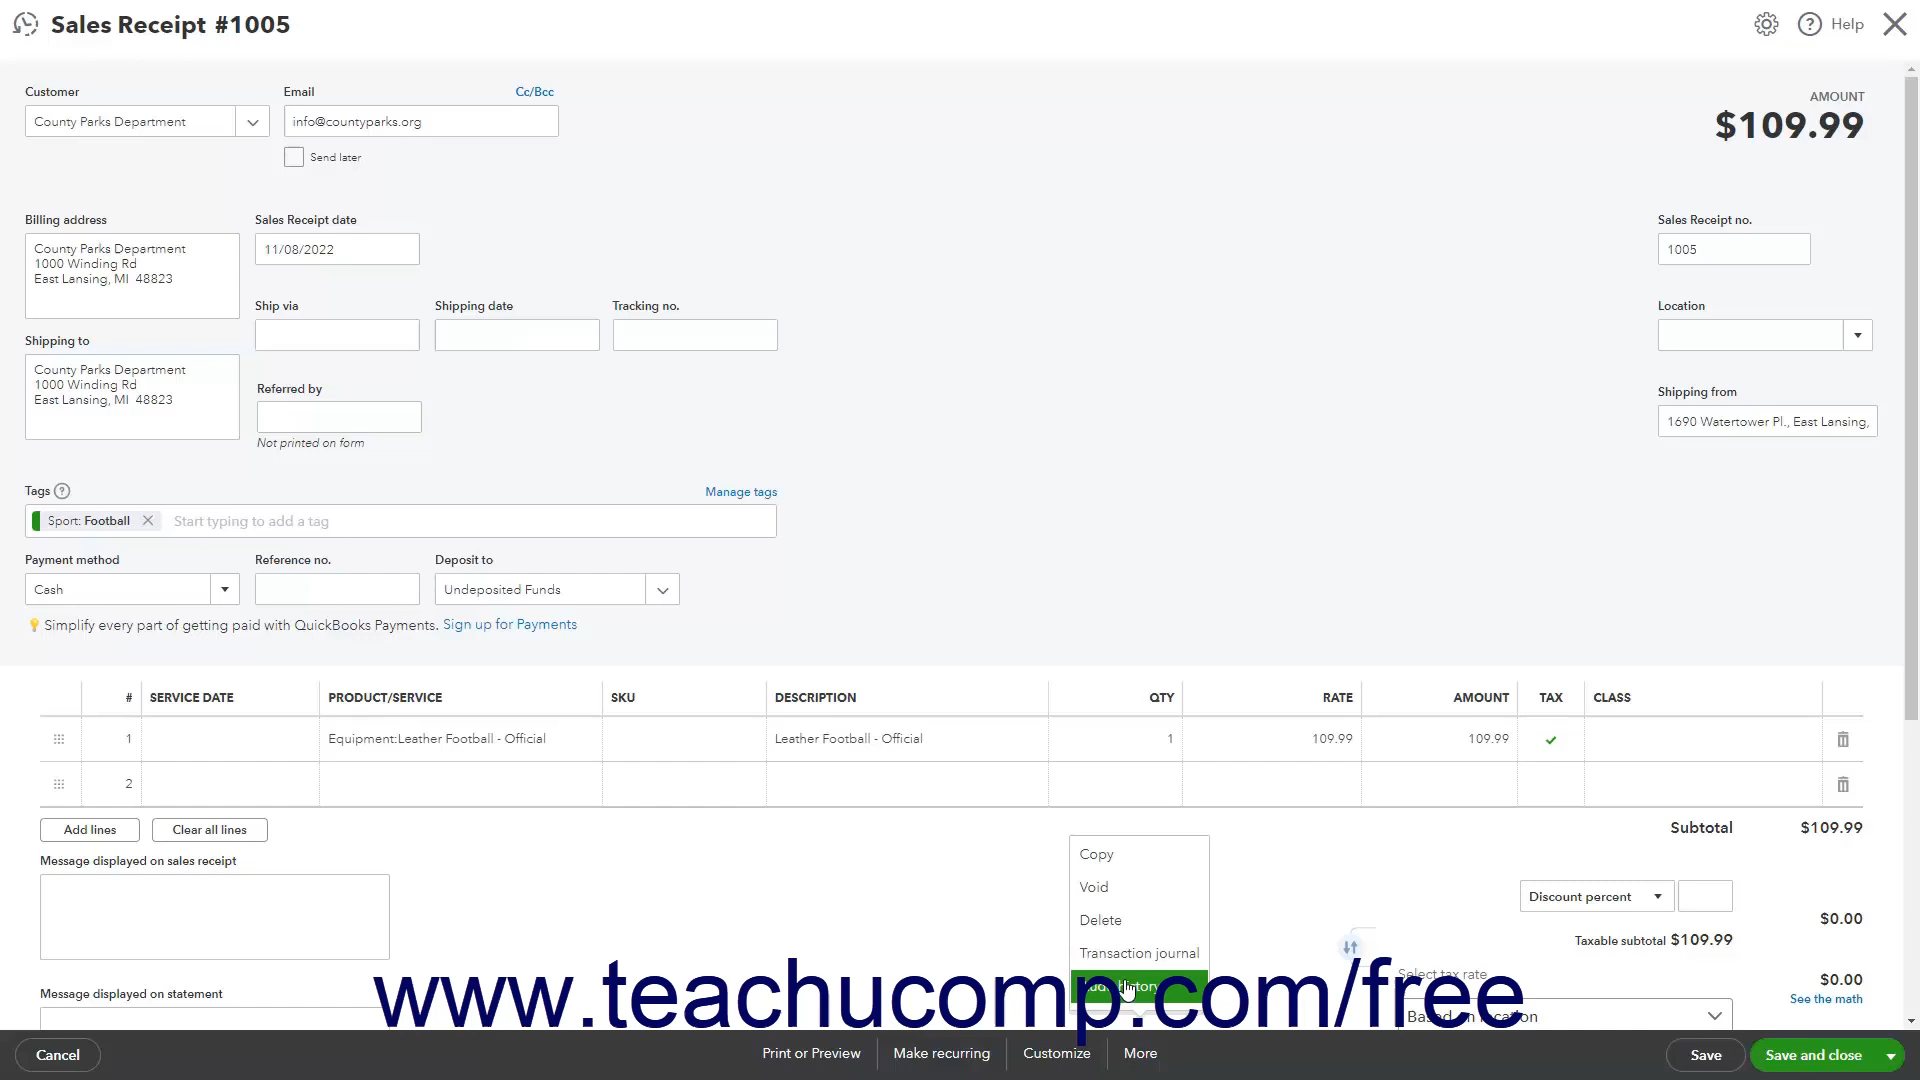 Sales Receipt #1005
Help
Customer
Email
Cc/Bcc
AMOUNT
County Parks Department
info@countyparks.org
$109.99
Send later
Billing address
Sales Receipt date
Sales Receipt no.
County Parks Department
1000 Winding Rd
East Lansing, MI 48823
11/08/2022
1005
Ship via
Shipping date
Tracking no.
Location
Shipping to
County Parks Department
1000 Winding Rd
East Lansing, MI 48823
Referred by
Not printed on form
Shipping from
1690 Watertower Pl., East Lansing,
Tags ?
Manage tags
Sport: Football
Start typing to add a tag
Payment method
Reference no.
Deposit to
Cash
Undeposited Funds
Simplify every part of getting paid with QuickBooks Payments. Sign up for Payments
# SERVICE DATE PRODUCT/SERVICE SKU DESCRIPTION QTY RATE AMOUNT TAX CLASS
1 Equipment:Leather Football - Official Leather Football - Official 1 109.99 109.99
2
Add lines
Clear all lines
Subtotal $109.99
Message displayed on sales receipt
Copy
Void
Delete
Transaction journal
Discount percent
$0.00
Taxable subtotal $109.99
Select tax rate
$0.00
See the math
Based on location
Message displayed on statement
www.teachucomp.com/free
Cancel
Print or Preview
Make recurring
Customize
More
Save
Save and close